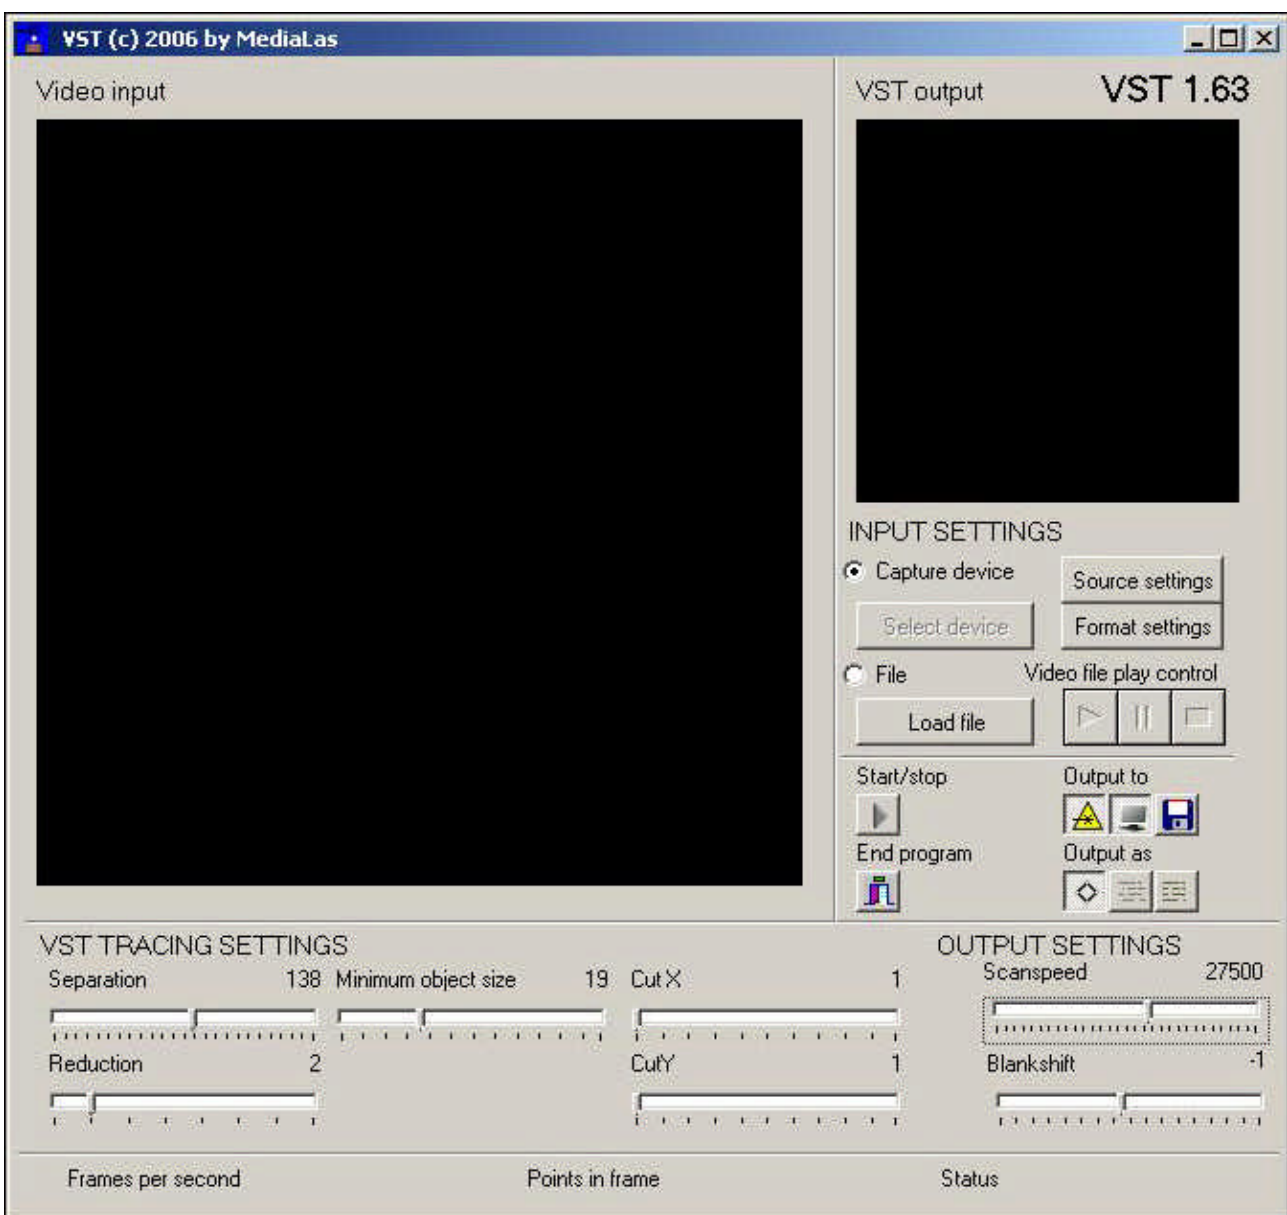 VST (c) 2006 by MediaLas
Video input
VST output
VST 1.63
INPUT SETTINGS
Capture device
Source settings
Select device
Format settings
File
Video file play control
Load file
Start/stop
Output to
End program
Output as
VST TRACING SETTINGS
OUTPUT SETTINGS
Separation 138
Minimum object size 19
Cut X 1
Scanspeed 27500
Reduction 2
CutY 1
Blankshift -1
Frames per second
Points in frame
Status